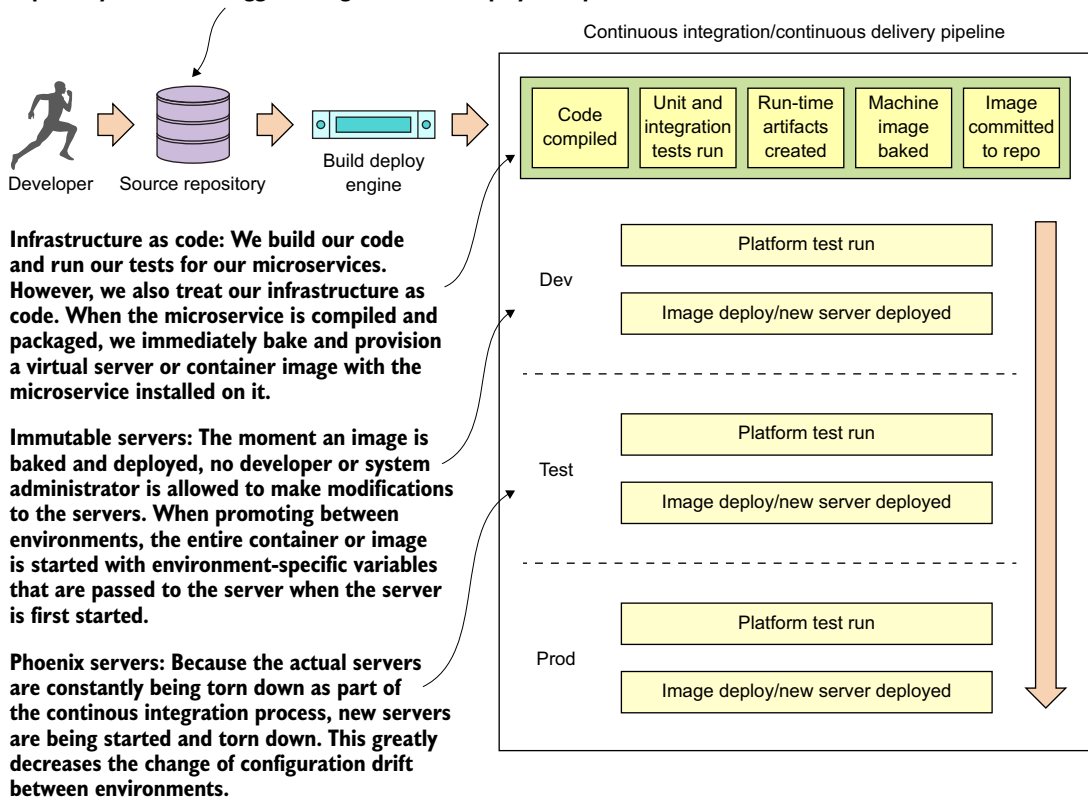 Continuous integration/continuous delivery pipeline
Code
compiled
Unit and
integration
tests run
Run-time
artifacts
created
Machine
image
baked
Image
committed
to repo
Developer
Source repository
Build deploy
engine
Infrastructure as code: We build our code
and run our tests for our microservices.
However, we also treat our infrastructure as
code. When the microservice is compiled and
packaged, we immediately bake and provision
a virtual server or container image with the
microservice installed on it.
Immutable servers: The moment an image is
baked and deployed, no developer or system
administrator is allowed to make modifications
to the servers. When promoting between
environments, the entire container or image
is started with environment-specific variables
that are passed to the server when the server
is first started.
Phoenix servers: Because the actual servers
are constantly being torn down as part of
the continous integration process, new servers
are being started and torn down. This greatly
decreases the change of configuration drift
between environments.
Dev
Platform test run
Image deploy/new server deployed
Test
Platform test run
Image deploy/new server deployed
Prod
Platform test run
Image deploy/new server deployed